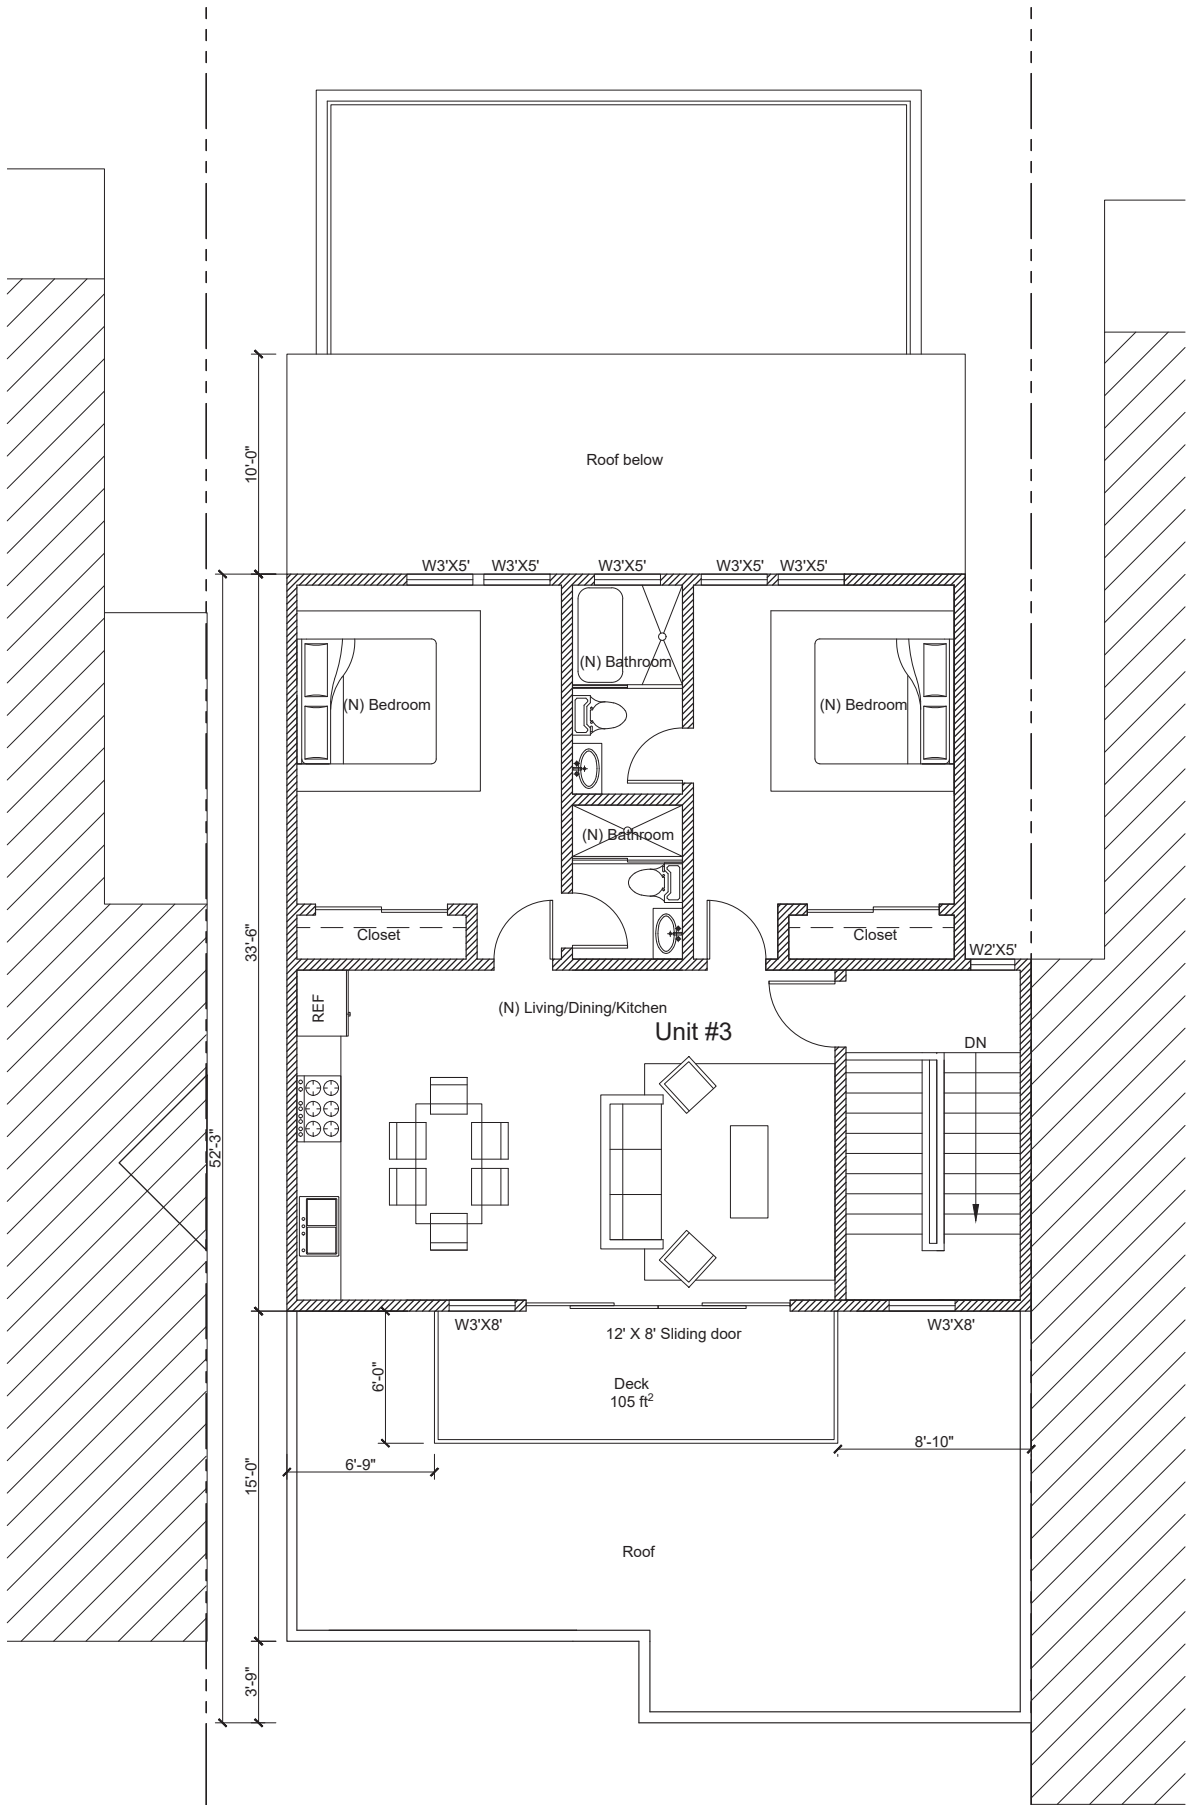 10'-0"
Roof below
W3'X5'
W3'X5'
W3'X5'
W3'X5'
W3'X5'
(N) Bathroom
(N) Bedroom
(N) Bedroom
(N) Bathroom
Closet
Closet
33'-6"
W2'X5'
REF
(N) Living/Dining/Kitchen
Unit #3
DN
52'-3"
W3'X8'
12' X 8' Sliding door
W3'X8'
6'-0"
Deck
105 ft²
8'-10"
6'-9"
15'-0"
Roof
3'-9"